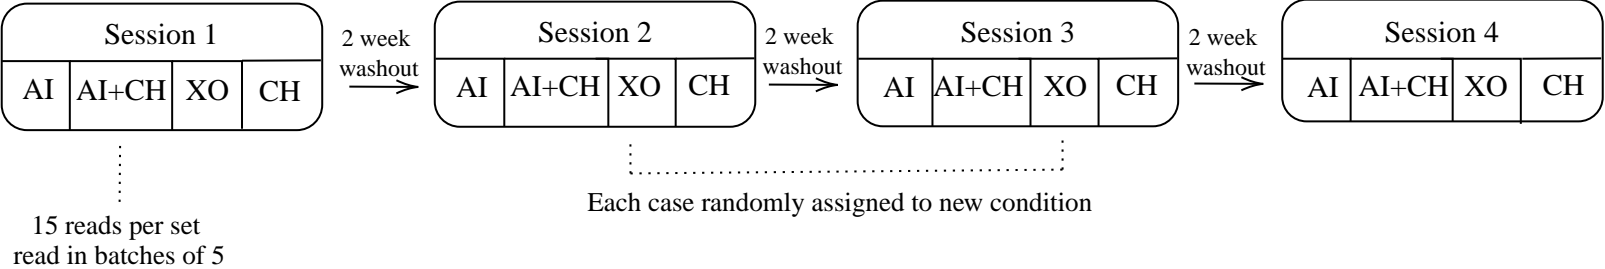 Session 1
AI AI+CH XO CH
2 week
washout
Session 2
AI AI+CH XO CH
2 week
washout
Session 3
AI AI+CH XO CH
2 week
washout
Session 4
AI AI+CH XO CH
15 reads per set
read in batches of 5
Each case randomly assigned to new condition